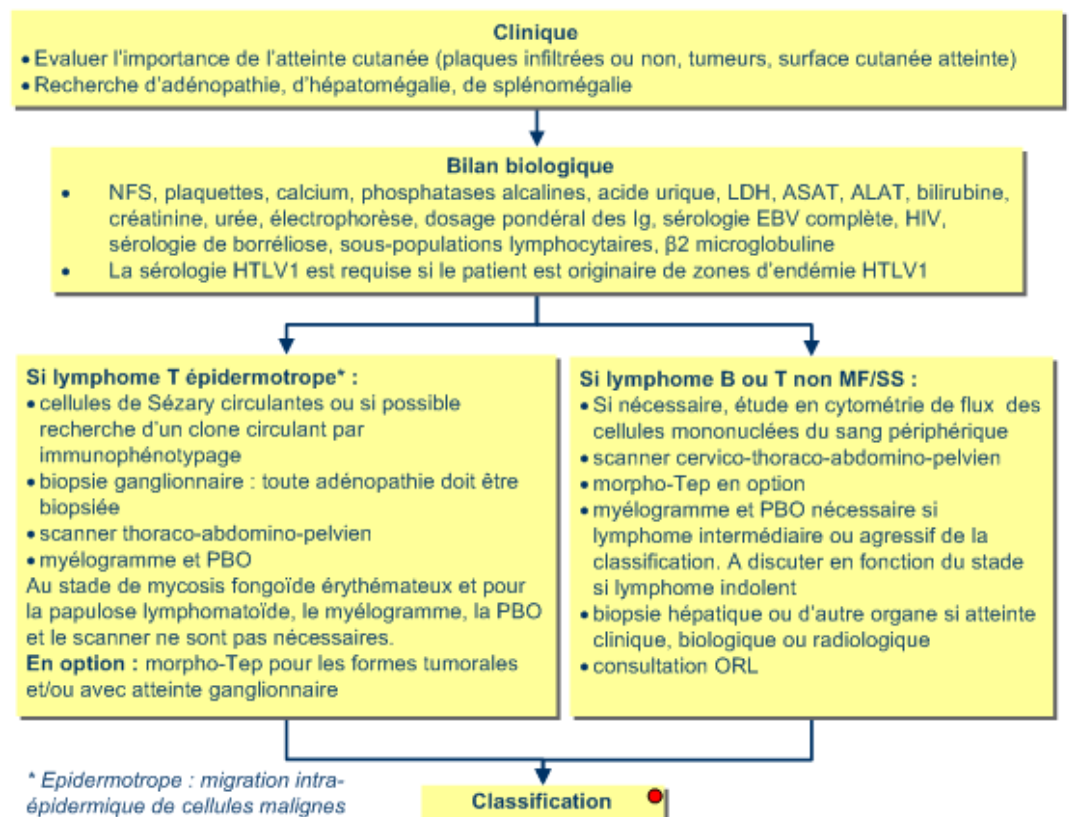 Clinique
• Evaluer l'importance de l'atteinte cutanée (plaques infiltrées ou non, tumeurs, surface cutanée atteinte)
• Recherche d'adénopathie, d'hépatomégalie, de splénomégalie
Bilan biologique
• NFS, plaquettes, calcium, phosphatases alcalines, acide urique, LDH, ASAT, ALAT, bilirubine,
créatinine, urée, électrophorèse, dosage pondéral des Ig, sérologie EBV complète, HIV,
sérologie de borréliose, sous-populations lymphocytaires, β2 microglobuline
• La sérologie HTLV1 est requise si le patient est originaire de zones d'endémie HTLV1
Si lymphome T épidermotrope* :
• cellules de Sézary circulantes ou si possible
recherche d'un clone circulant par
immunophénotypage
• biopsie ganglionnaire : toute adénopathie doit être
biopsiée
• scanner thoraco-abdomino-pelvien
• myélogramme et PBO
Au stade de mycosis fongoïde érythémateux et pour
la papulose lymphomatoïde, le myélogramme, la PBO
et le scanner ne sont pas nécessaires.
En option : morpho-Tep pour les formes tumorales
et/ou avec atteinte ganglionnaire
Si lymphome B ou T non MF/SS :
• Si nécessaire, étude en cytométrie de flux des
cellules mononuclées du sang périphérique
• scanner cervico-thoraco-abdomino-pelvien
• morpho-Tep en option
• myélogramme et PBO nécessaire si
lymphome intermédiaire ou agressif de la
classification. A discuter en fonction du stade
si lymphome indolent
• biopsie hépatique ou d'autre organe si atteinte
clinique, biologique ou radiologique
• consultation ORL
* Epidermotrope : migration intra-
épidermique de cellules malignes
Classification